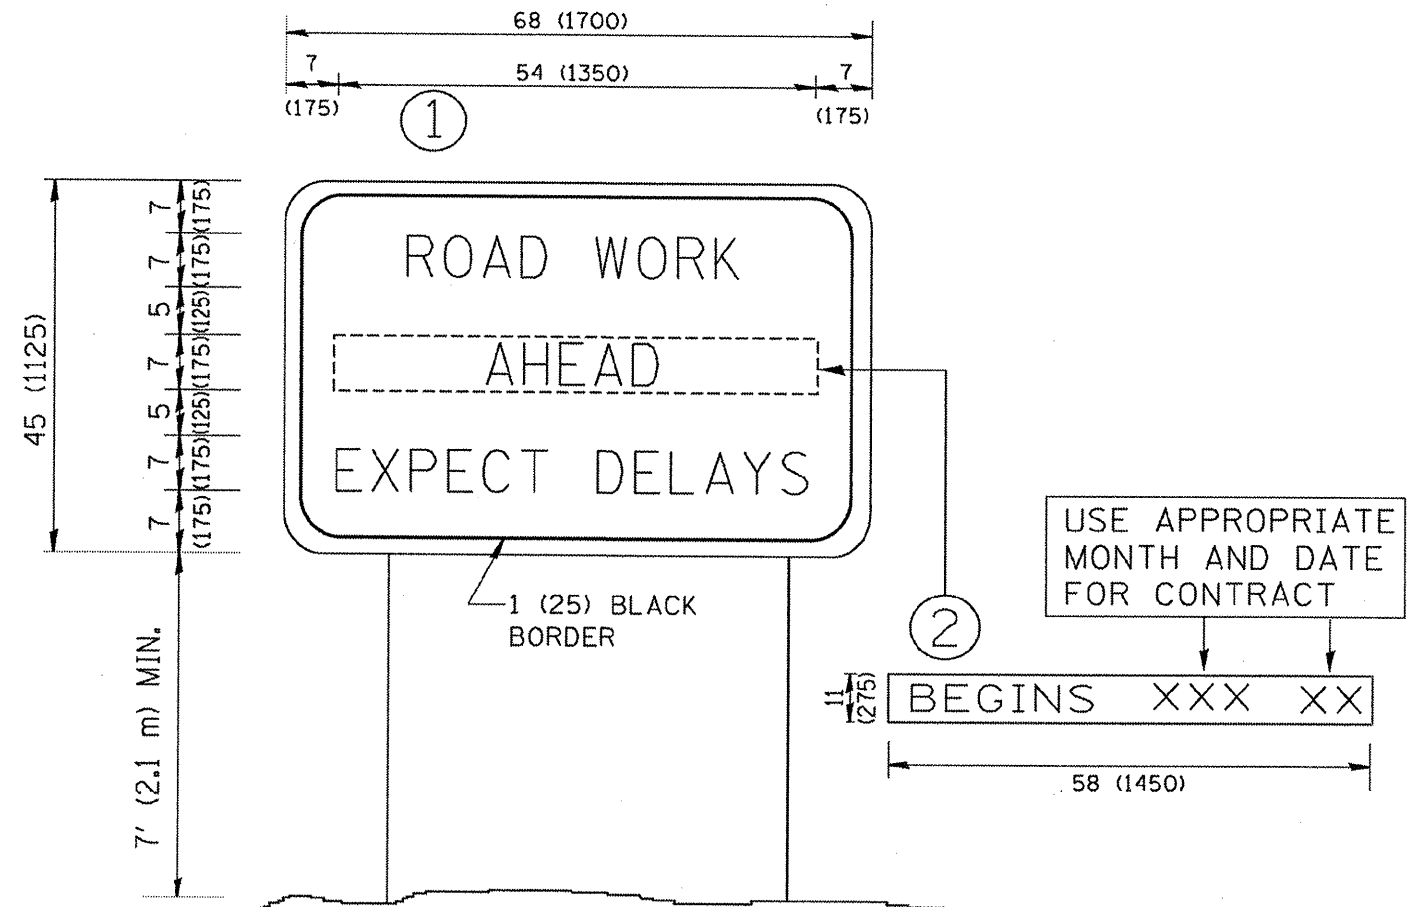 68 (1700)
7
54 (1350)
7
(175)
(175)
1
45 (1125)
7
(175)
7
(175)
5
(125)
7
(175)
5
(125)
7
(175)
7
(175)
ROAD WORK
AHEAD
EXPECT DELAYS
1 (25) BLACK
BORDER
7' (2.1 m) MIN.
USE APPROPRIATE
MONTH AND DATE
FOR CONTRACT
2
11
(275)
BEGINS XXX XX
58 (1450)